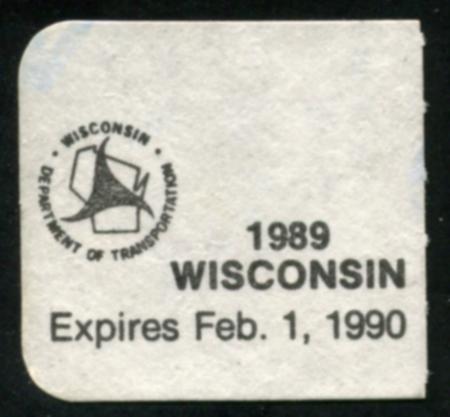 • WISCONSIN •
DEPARTMENT OF TRANSPORTATION
1989
WISCONSIN
Expires Feb. 1, 1990